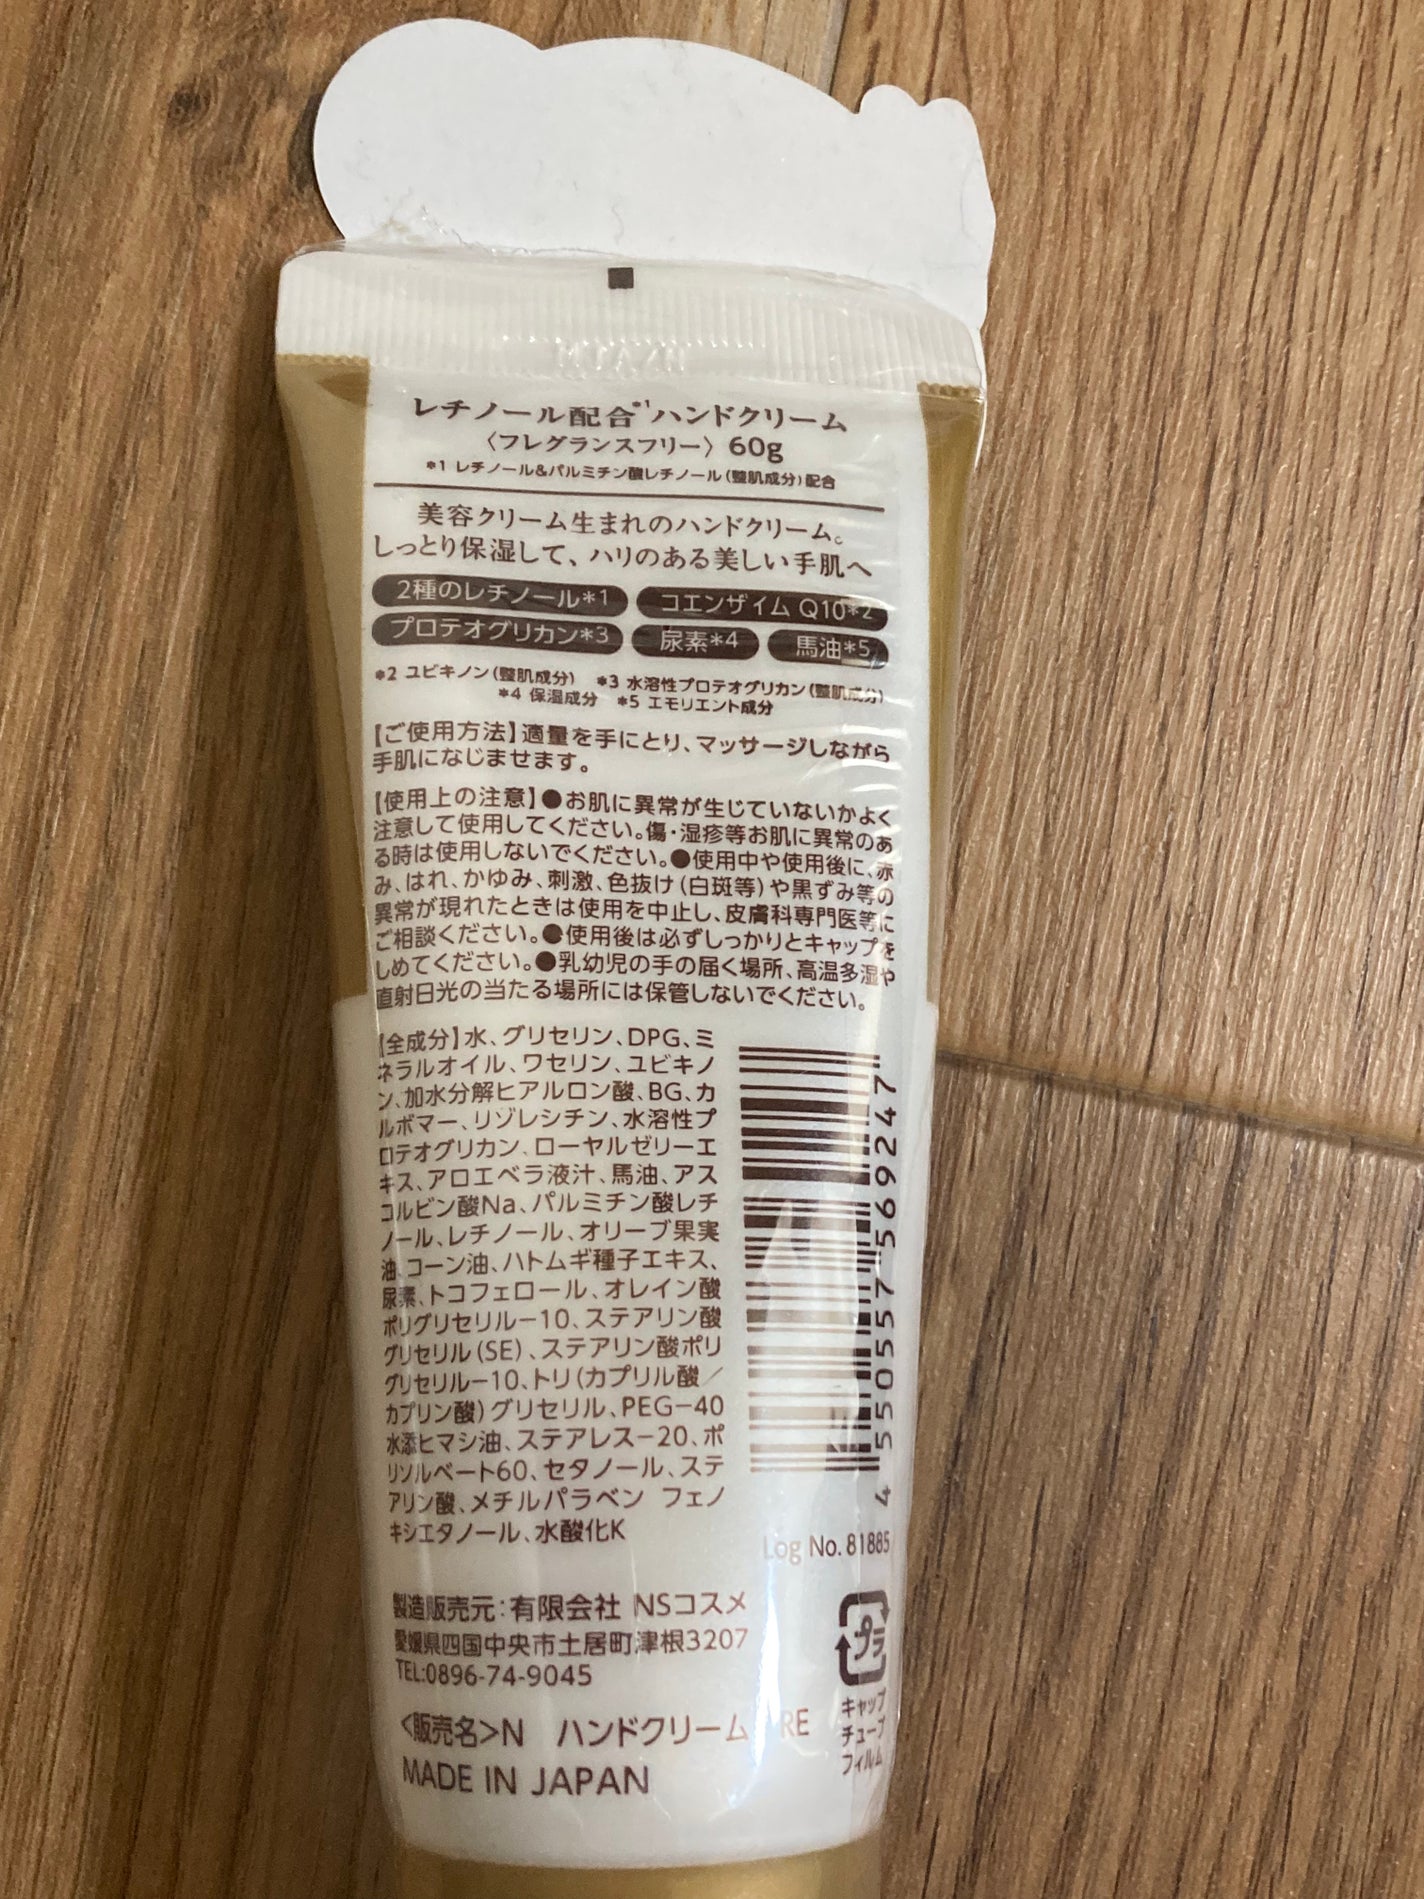 レチノール配合*1ハンドクリーム
〈フレグランスフリー〉60g
*1 レチノール&パルミチン酸レチノール(整肌成分)配合
美容クリーム生まれのハンドクリーム。
しっとり保湿して、ハリのある美しい手肌へ
2種のレチノール*1 コエンザイム Q10*2
プロテオグリカン*3 尿素*4 馬油*5
*2 ユビキノン(整肌成分) *3 水溶性プロテオグリカン(整肌成分)
*4 保湿成分 *5 エモリエント成分
【ご使用方法】適量を手にとり、マッサージしながら
手肌になじませます。
【使用上の注意】●お肌に異常が生じていないかよく
注意して使用してください。傷・湿疹等お肌に異常のあ
る時は使用しないでください。●使用中や使用後に、赤
み、はれ、かゆみ、刺激、色抜け(白斑等)や黒ずみ等の
異常が現れたときは使用を中止し、皮膚科専門医等に
ご相談ください。●使用後は必ずしっかりとキャップを
しめてください。●乳幼児の手の届く場所、高温多湿や
直射日光の当たる場所には保管しないでください。
【全成分】水、グリセリン、DPG、ミ
ネラルオイル、ワセリン、ユビキノ
ン、加水分解ヒアルロン酸、BG、カ
ルボマー、リゾレシチン、水溶性プ
ロテオグリカン、ローヤルゼリーエ
キス、アロエベラ液汁、馬油、アス
コルビン酸Na、パルミチン酸レチ
ノール、レチノール、オリーブ果実
油、コーン油、ハトムギ種子エキス、
尿素、トコフェロール、オレイン酸
ポリグリセリル-10、ステアリン酸
グリセリル(SE)、ステアリン酸ポリ
グリセリル-10、トリ(カプリル酸/
カプリン酸)グリセリル、PEG-40
水添ヒマシ油、ステアレス-20、ポ
リソルベート60、セタノール、ステ
アリン酸、メチルパラベン フェノ
キシエタノール、水酸化K
4 550557 569247
Log No. 81885
製造販売元:有限会社 NSコスメ
愛媛県四国中央市土居町津根3207
TEL:0896-74-9045
<販売名>N ハンドクリーム RE
MADE IN JAPAN
プラ
キャップ
チューブ
フィルム